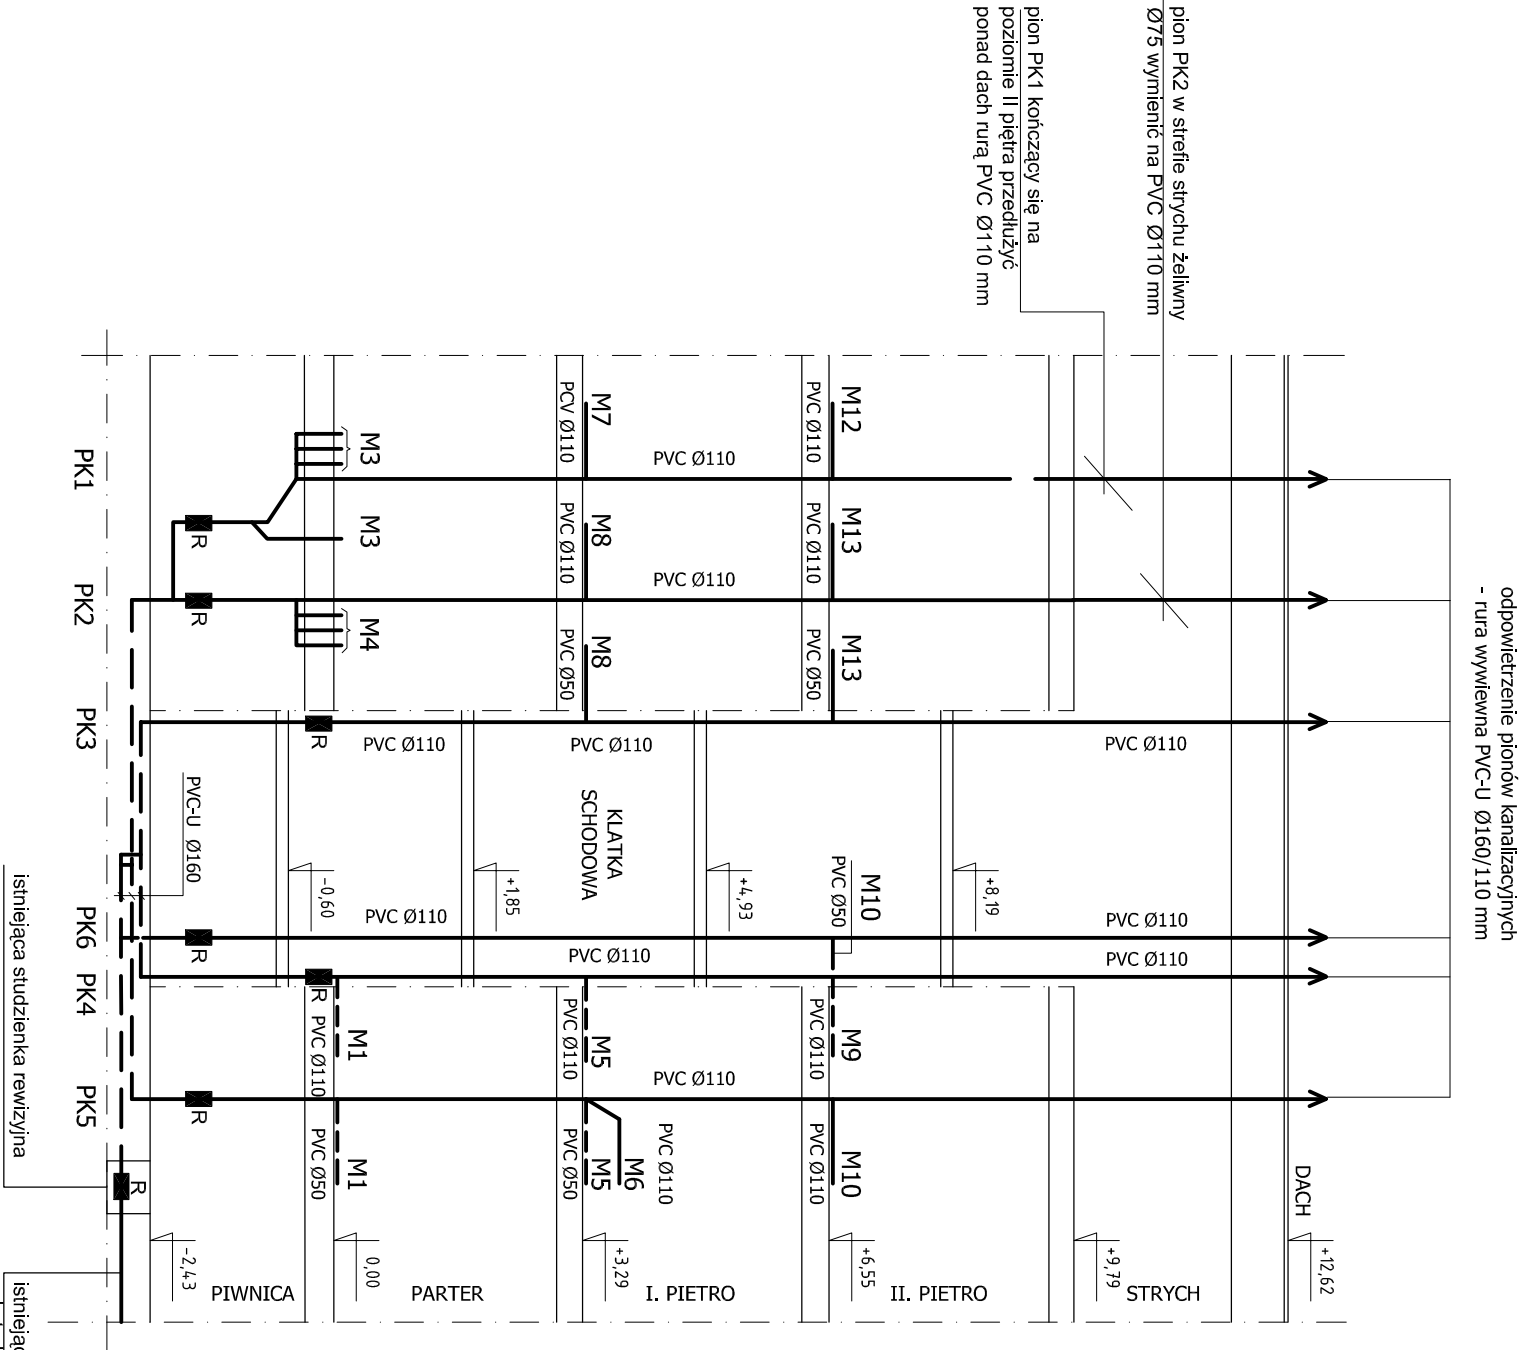 odpowietrzenie pionów kanalizacyjnych
- rura wywiewna PVC-U Ø160/110 mm
pion PK2 w strefie strychu żeliwny
Ø75 wymienić na PVC Ø110 mm
pion PK1 kończący się na
poziomie II piętra przedłużyć
ponad dach rurą PVC Ø110 mm
DACH
+12,62
STRYCH
+9,79
PVC Ø110
PVC Ø110
PVC Ø110
+8,19
II. PIETRO
+6,55
M12
PVC Ø110
M13
PVC Ø110
M13
PVC Ø50
M10
PVC Ø50
M9
PVC Ø110
M10
PVC Ø110
PVC Ø110
PVC Ø110
+4,93
PVC Ø110
PVC Ø110
I. PIETRO
+3,29
KLATKA
SCHODOWA
M7
PCV Ø110
M8
PVC Ø110
M8
PVC Ø50
PVC Ø110
PVC Ø110
M5
PVC Ø110
M6
M5
PVC Ø50
+1,85
PARTER
0,00
PVC Ø110
PVC Ø110
M3
M3
M4
M1
PVC Ø110
M1
PVC Ø50
-0,60
PIWNICA
-2,43
R
R
R
R
R
R
R
PVC-U Ø160
PK1
PK2
PK3
PK6
PK4
PK5
istniejąca studzienka rewizyjna